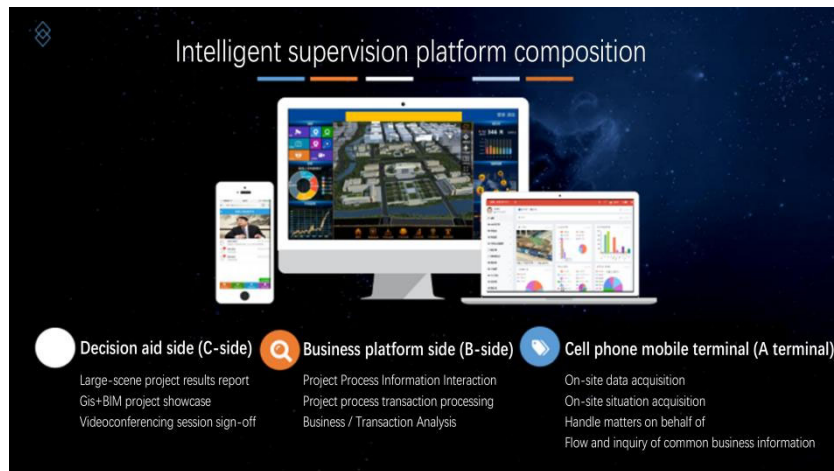 Intelligent supervision platform composition
Decision aid side (C-side)
Large-scene project results report
Gis+BIM project showcase
Videoconferencing session sign-off
Business platform side (B-side)
Project Process Information Interaction
Project process transaction processing
Business / Transaction Analysis
Cell phone mobile terminal (A terminal)
On-site data acquisition
On-site situation acquisition
Handle matters on behalf of
Flow and inquiry of common business information